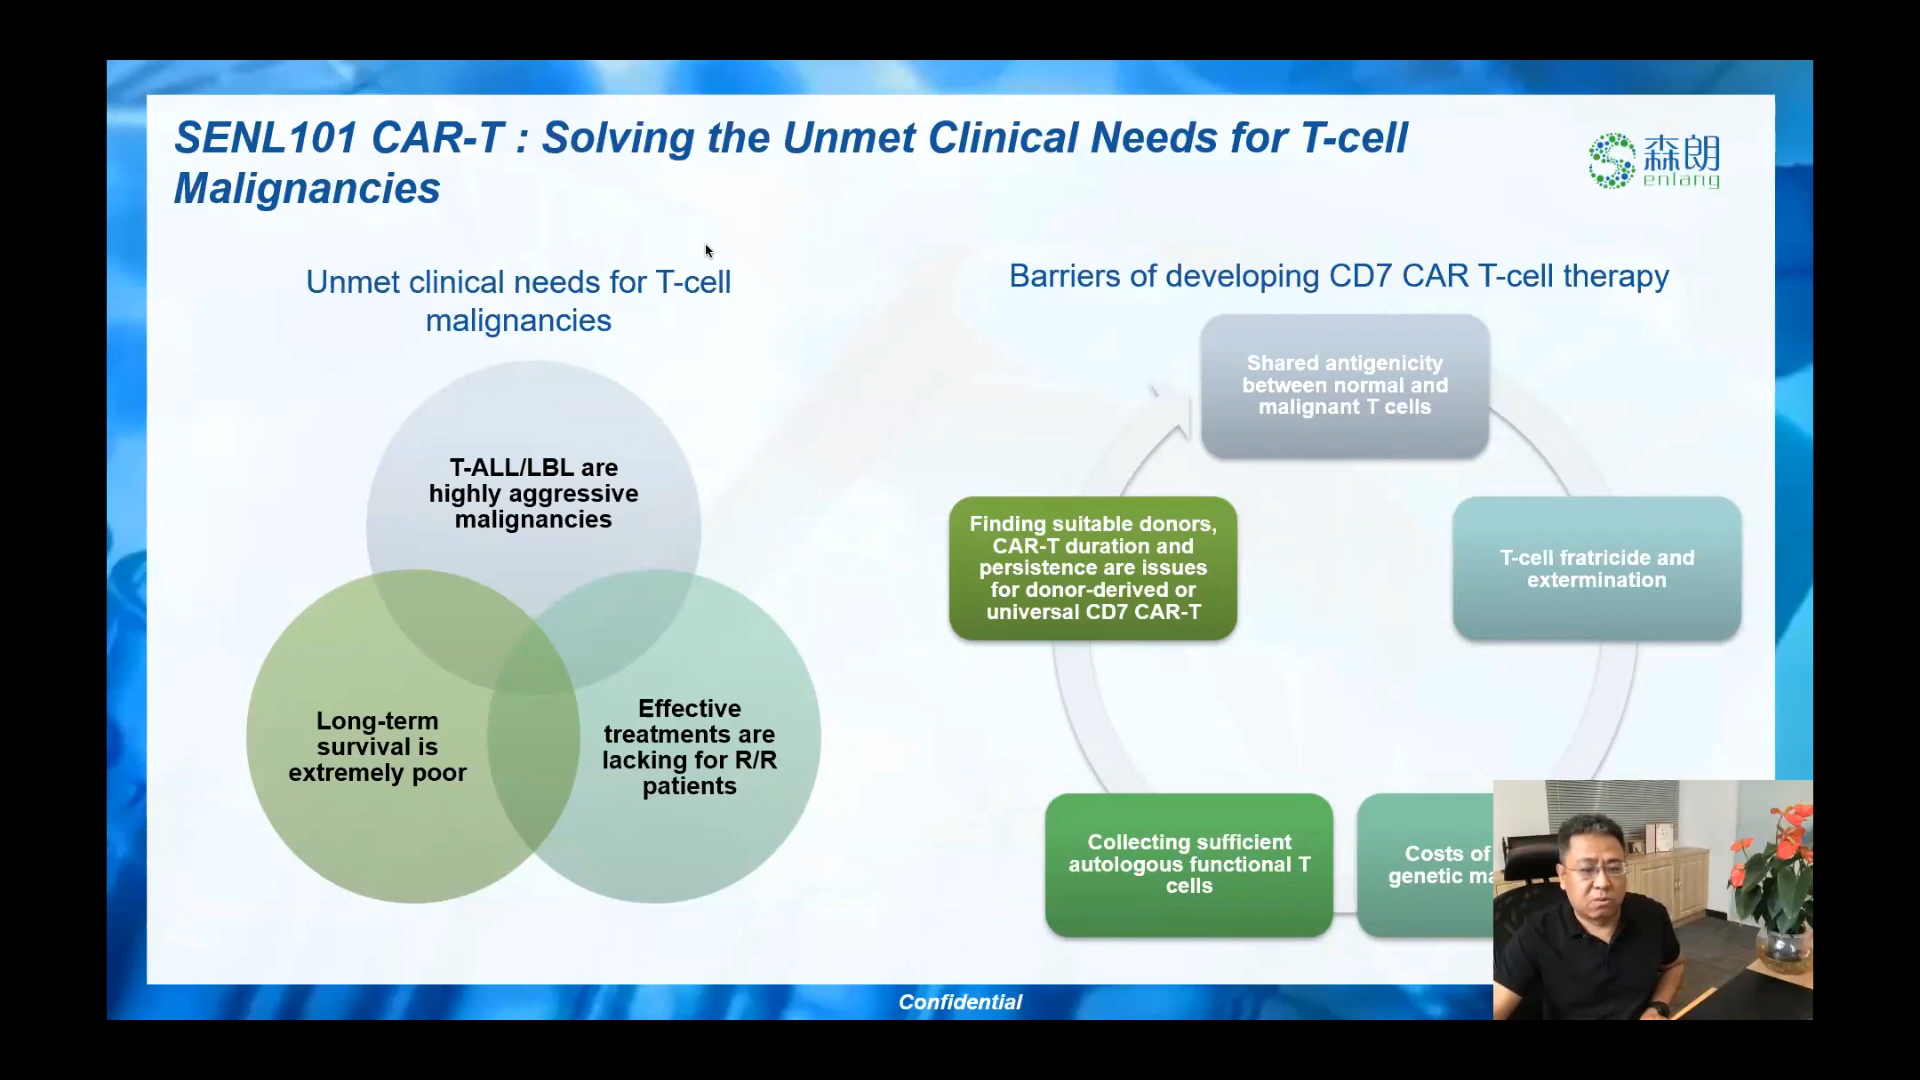 SENL101 CAR-T : Solving the Unmet Clinical Needs for T-cell
Malignancies
森朗
enlang
Unmet clinical needs for T-cell
malignancies
T-ALL/LBL are
highly aggressive
malignancies
Long-term
survival is
extremely poor
Effective
treatments are
lacking for R/R
patients
Barriers of developing CD7 CAR T-cell therapy
Shared antigenicity
between normal and
malignant T cells
T-cell fratricide and
extermination
Finding suitable donors,
CAR-T duration and
persistence are issues
for donor-derived or
universal CD7 CAR-T
Collecting sufficient
autologous functional T
cells
Costs of
genetic
Confidential